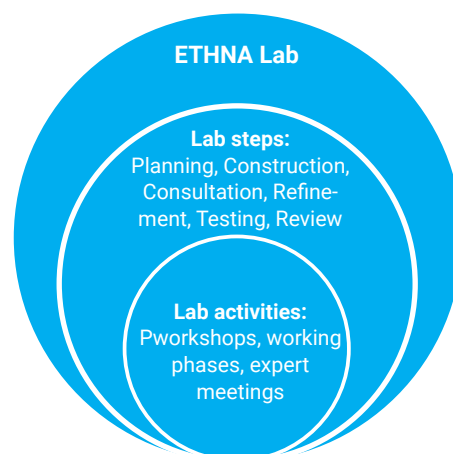 ETHNA Lab
Lab steps:
Planning, Construction,
Consultation, Refine-
ment, Testing, Review
Lab activities:
Pworkshops, working
phases, expert
meetings